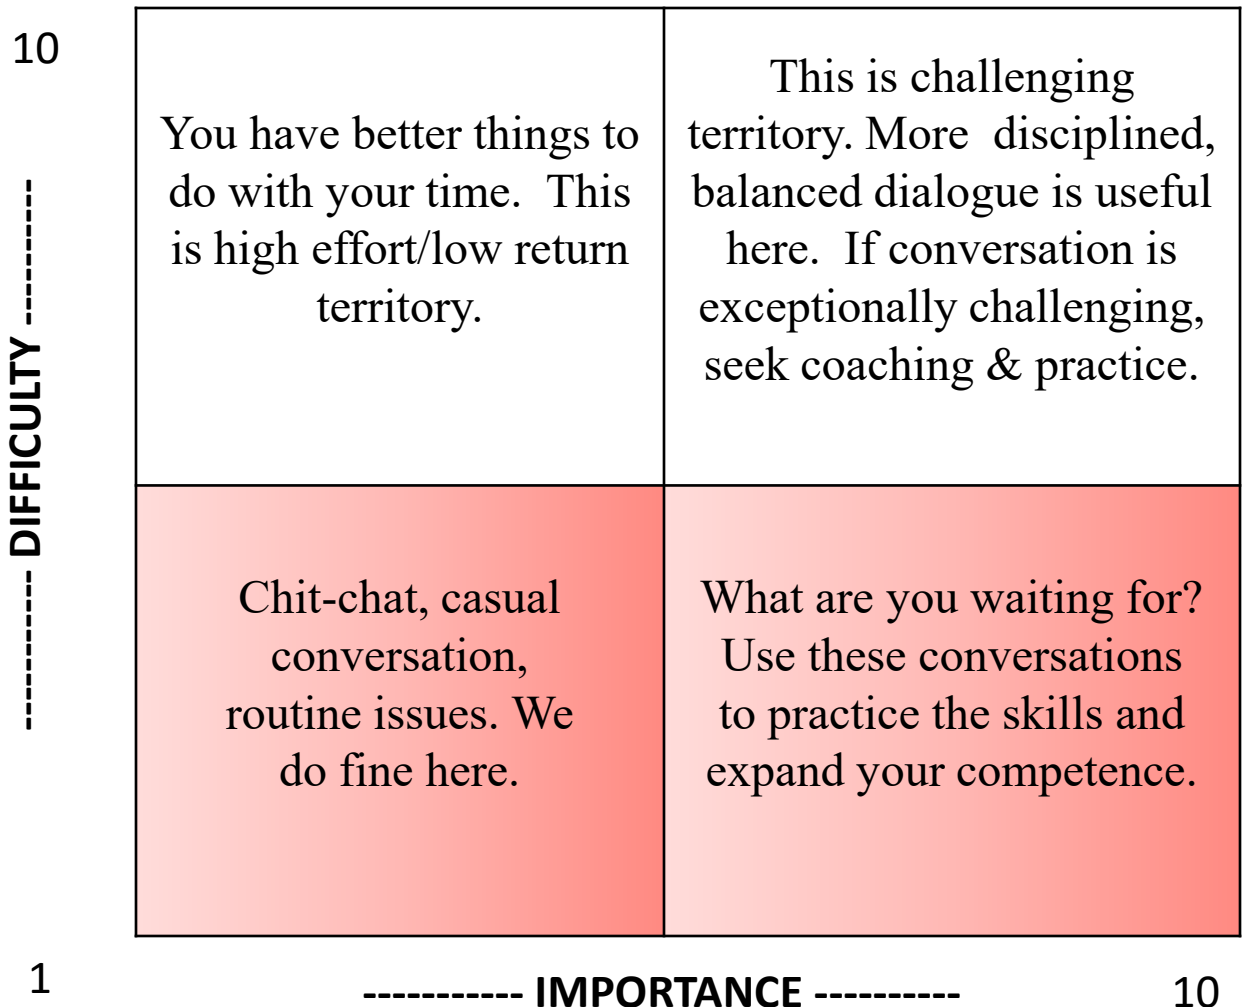 10
You have better things to
do with your time.  This
is high effort/low return
territory.
This is challenging
territory. More  disciplined,
balanced dialogue is useful
here.  If conversation is
exceptionally challenging,
seek coaching & practice.
----------- DIFFICULTY -----------
Chit-chat, casual
conversation,
routine issues. We
do fine here.
What are you waiting for?
Use these conversations
to practice the skills and
expand your competence.
1
----------- IMPORTANCE ----------
10